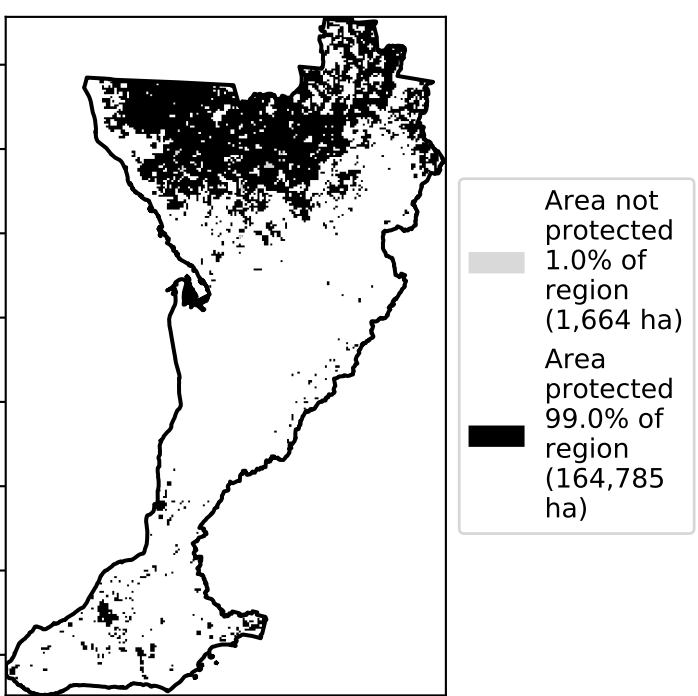 Area not
protected
1.0% of
region
(1,664 ha)
Area
protected
99.0% of
region
(164,785
ha)